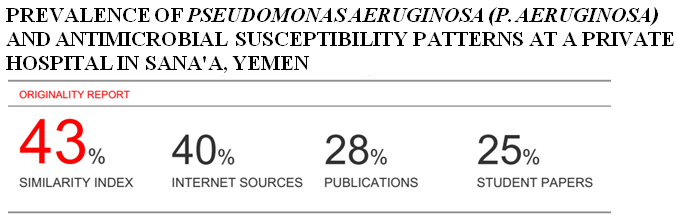 PREVALENCE OF PSEUDOMONAS AERUGINOSA (P. AERUGINOSA)
AND ANTIMICROBIAL SUSCEPTIBILITY PATTERNS AT A PRIVATE
HOSPITAL IN SANA'A, YEMEN
ORIGINALITY REPORT
43% 40% 28% 25%
SIMILARITY INDEX INTERNET SOURCES PUBLICATIONS STUDENT PAPERS